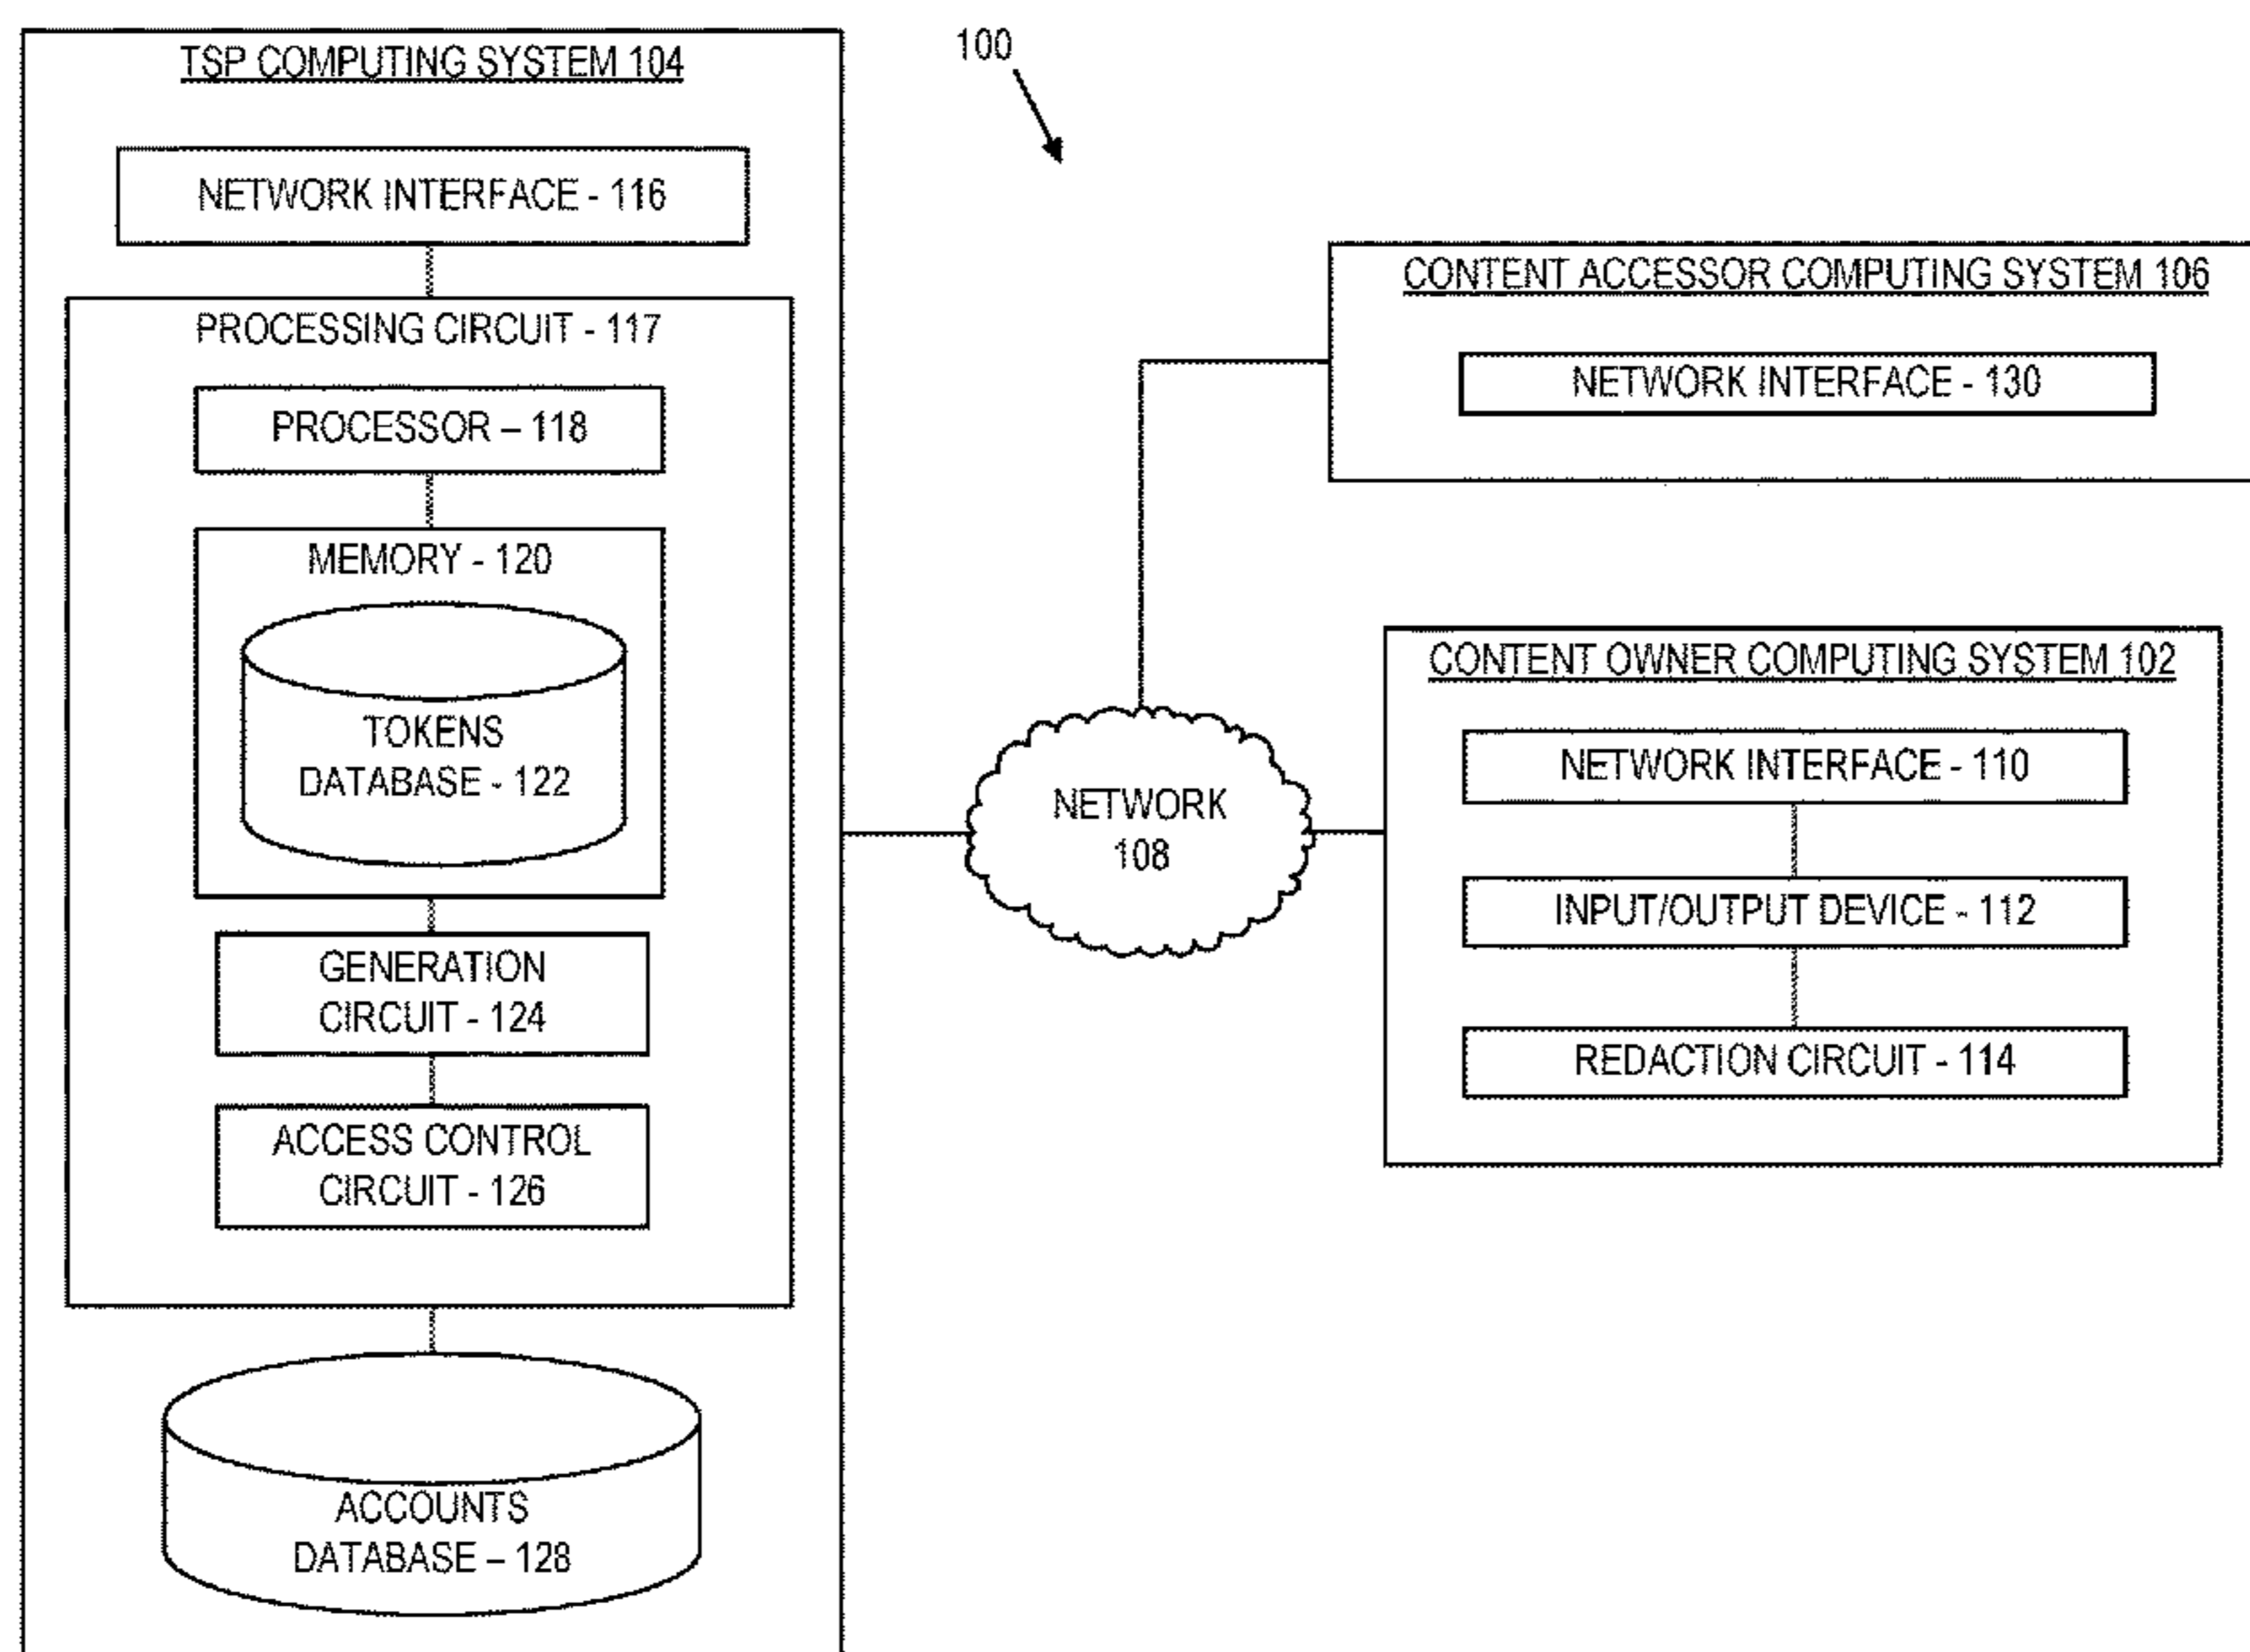 TSP COMPUTING SYSTEM 104
NETWORK INTERFACE - 116
PROCESSING CIRCUIT - 117
PROCESSOR – 118
MEMORY - 120
TOKENS
DATABASE - 122
GENERATION
CIRCUIT - 124
ACCESS CONTROL
CIRCUIT - 126
ACCOUNTS
DATABASE – 128
100
NETWORK
108
CONTENT ACCESSOR COMPUTING SYSTEM 106
NETWORK INTERFACE - 130
CONTENT OWNER COMPUTING SYSTEM 102
NETWORK INTERFACE - 110
INPUT/OUTPUT DEVICE - 112
REDACTION CIRCUIT - 114